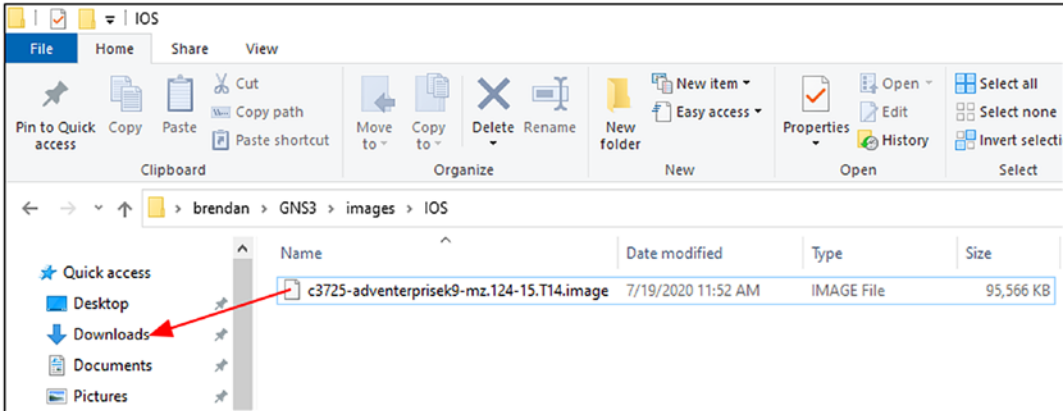 IOS
File Home Share View
Pin to Quick access
Copy
Paste
Cut
Copy path
Paste shortcut
Clipboard
Move to
Copy to
Delete
Rename
Organize
New folder
New item
Easy access
New
Properties
Open
Edit
History
Open
Select all
Select none
Invert selecti
Select
brendan > GNS3 > images > IOS
Name Date modified Type Size
Quick access
Desktop
Downloads
Documents
Pictures
c3725-adventerprisek9-mz.124-15.T14.image 7/19/2020 11:52 AM IMAGE File 95,566 KB